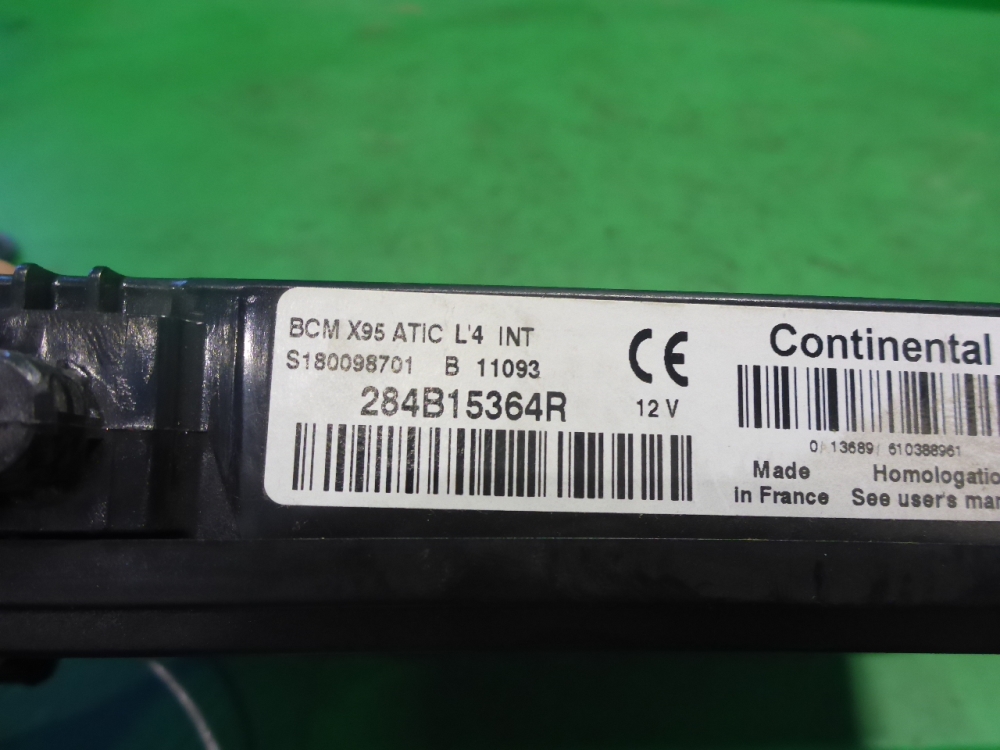 BCM X95 ATIC L'4 INT
S180098701 B 11093
284B15364R
12 V
CE
Continental
0/ 13689/ 610388961
Made
in France
Homologatio
See user's ma